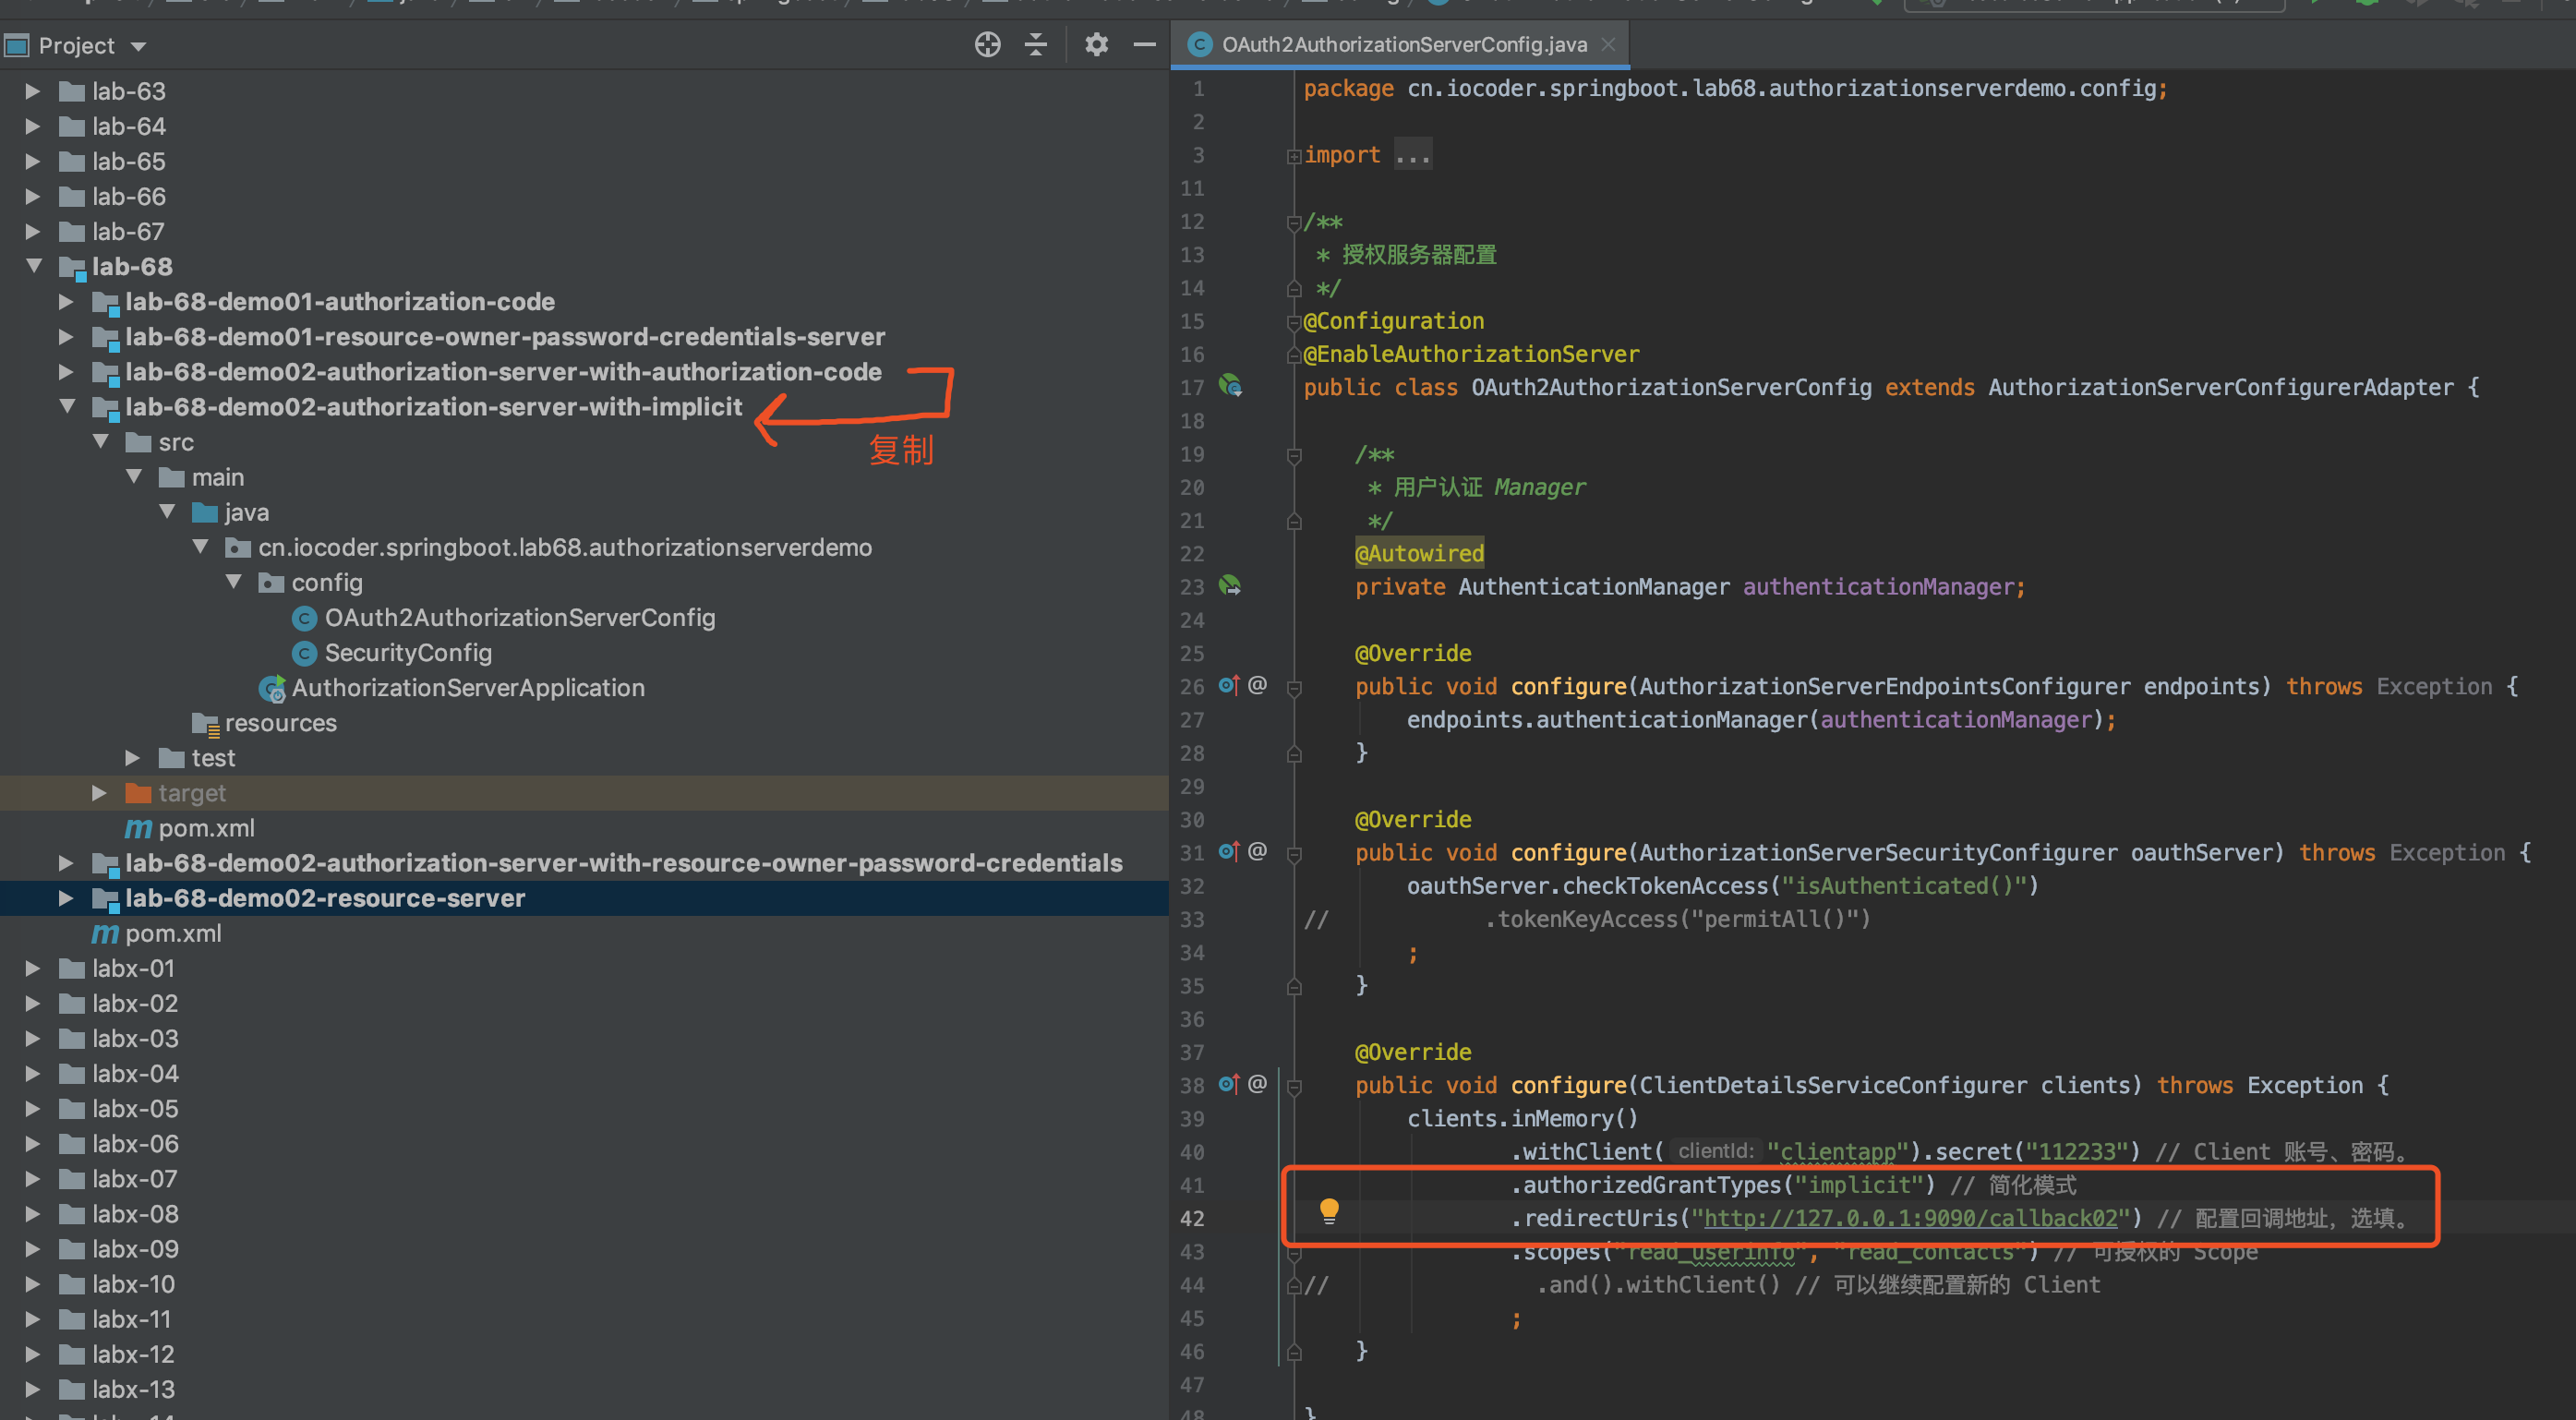 Project
lab-63
lab-64
lab-65
lab-66
lab-67
lab-68
lab-68-demo01-authorization-code
lab-68-demo01-resource-owner-password-credentials-server
lab-68-demo02-authorization-server-with-authorization-code
lab-68-demo02-authorization-server-with-implicit
复制
src
main
java
cn.iocoder.springboot.lab68.authorizationserverdemo
config
OAuth2AuthorizationServerConfig
SecurityConfig
AuthorizationServerApplication
resources
test
target
pom.xml
lab-68-demo02-authorization-server-with-resource-owner-password-credentials
lab-68-demo02-resource-server
pom.xml
labx-01
labx-02
labx-03
labx-04
labx-05
labx-06
labx-07
labx-08
labx-09
labx-10
labx-11
labx-12
labx-13
OAuth2AuthorizationServerConfig.java
1 package cn.iocoder.springboot.lab68.authorizationserverdemo.config;
2
3 import ...
11
12 /**
13 * 授权服务器配置
14 */
15 @Configuration
16 @EnableAuthorizationServer
17 public class OAuth2AuthorizationServerConfig extends AuthorizationServerConfigurerAdapter {
18
19 /**
20 * 用户认证 Manager
21 */
22 @Autowired
23 private AuthenticationManager authenticationManager;
24
25 @Override
26 @ public void configure(AuthorizationServerEndpointsConfigurer endpoints) throws Exception {
27 endpoints.authenticationManager(authenticationManager);
28 }
29
30 @Override
31 @ public void configure(AuthorizationServerSecurityConfigurer oauthServer) throws Exception {
32 oauthServer.checkTokenAccess("isAuthenticated()")
33 // .tokenKeyAccess("permitAll()")
34 ;
35 }
36
37 @Override
38 @ public void configure(ClientDetailsServiceConfigurer clients) throws Exception {
39 clients.inMemory()
40 .withClient( clientId: "clientapp").secret("112233") // Client 账号、密码。
41 .authorizedGrantTypes("implicit") // 简化模式
42 .redirectUris("http://127.0.0.1:9090/callback02") // 配置回调地址，选填。
43 .scopes("read_userinfo", "read_contacts") // 可授权的 Scope
44 // .and().withClient() // 可以继续配置新的 Client
45 ;
46 }
47
48 }